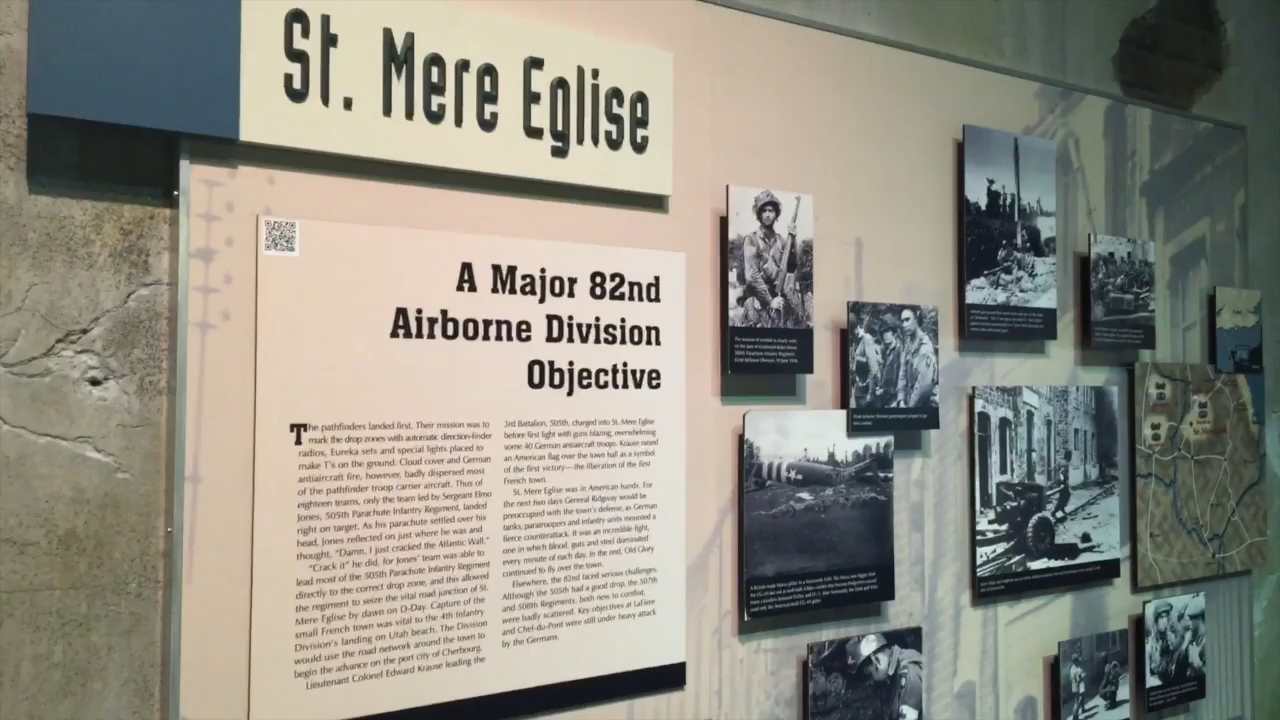 St. Mere Eglise
A Major 82nd
Airborne Division
Objective
The pathfinders landed first. Their mission was to
mark the drop zones with automatic direction-finder
radios, Eureka sets and special lights placed to
make T's on the ground. Cloud cover and German
antiaircraft fire, however, badly dispersed most
of the pathfinder troop carrier aircraft. Thus of
eighteen teams, only the team led by Sergeant Elmo
Jones, 505th Parachute Infantry Regiment, landed
right on target. As his parachute settled over his
head, Jones reflected on just where he was and
thought, "Damn, I just cracked the Atlantic Wall."
"Crack it" he did, for Jones' team was able to
lead most of the 505th Parachute Infantry Regiment
directly to the correct drop zone, and this allowed
the regiment to seize the vital road junction of St.
Mere Eglise by dawn on D-Day. Capture of the
small French town was vital to the 4th Infantry
Division's landing on Utah beach. The Division
would use the road network around the town to
begin the advance on the port city of Cherbourg.
Lieutenant Colonel Edward Krause leading the
3rd Battalion, 505th, charged into St. Mere Eglise
before first light with guns blazing, overwhelming
some 40 German antiaircraft troops. Krause raised
an American flag over the town hall as a symbol
of the first victory—the liberation of the first
French town.
St. Mere Eglise was in American hands. For
the next two days General Ridgway would be
preoccupied with the town's defense, as German
tanks, paratroopers and infantry units mounted a
fierce counterattack. It was an incredible fight,
one in which blood, guts and steel dominated
every minute of each day. In the end, Old Glory
continued to fly over the town.
Elsewhere, the 82nd faced serious challenges.
Although the 505th had a good drop, the 507th
and 508th Regiments, both new to combat,
were badly scattered. Key objectives at LaFiere
and Chef-du-Pont were still under heavy attack
by the Germans.